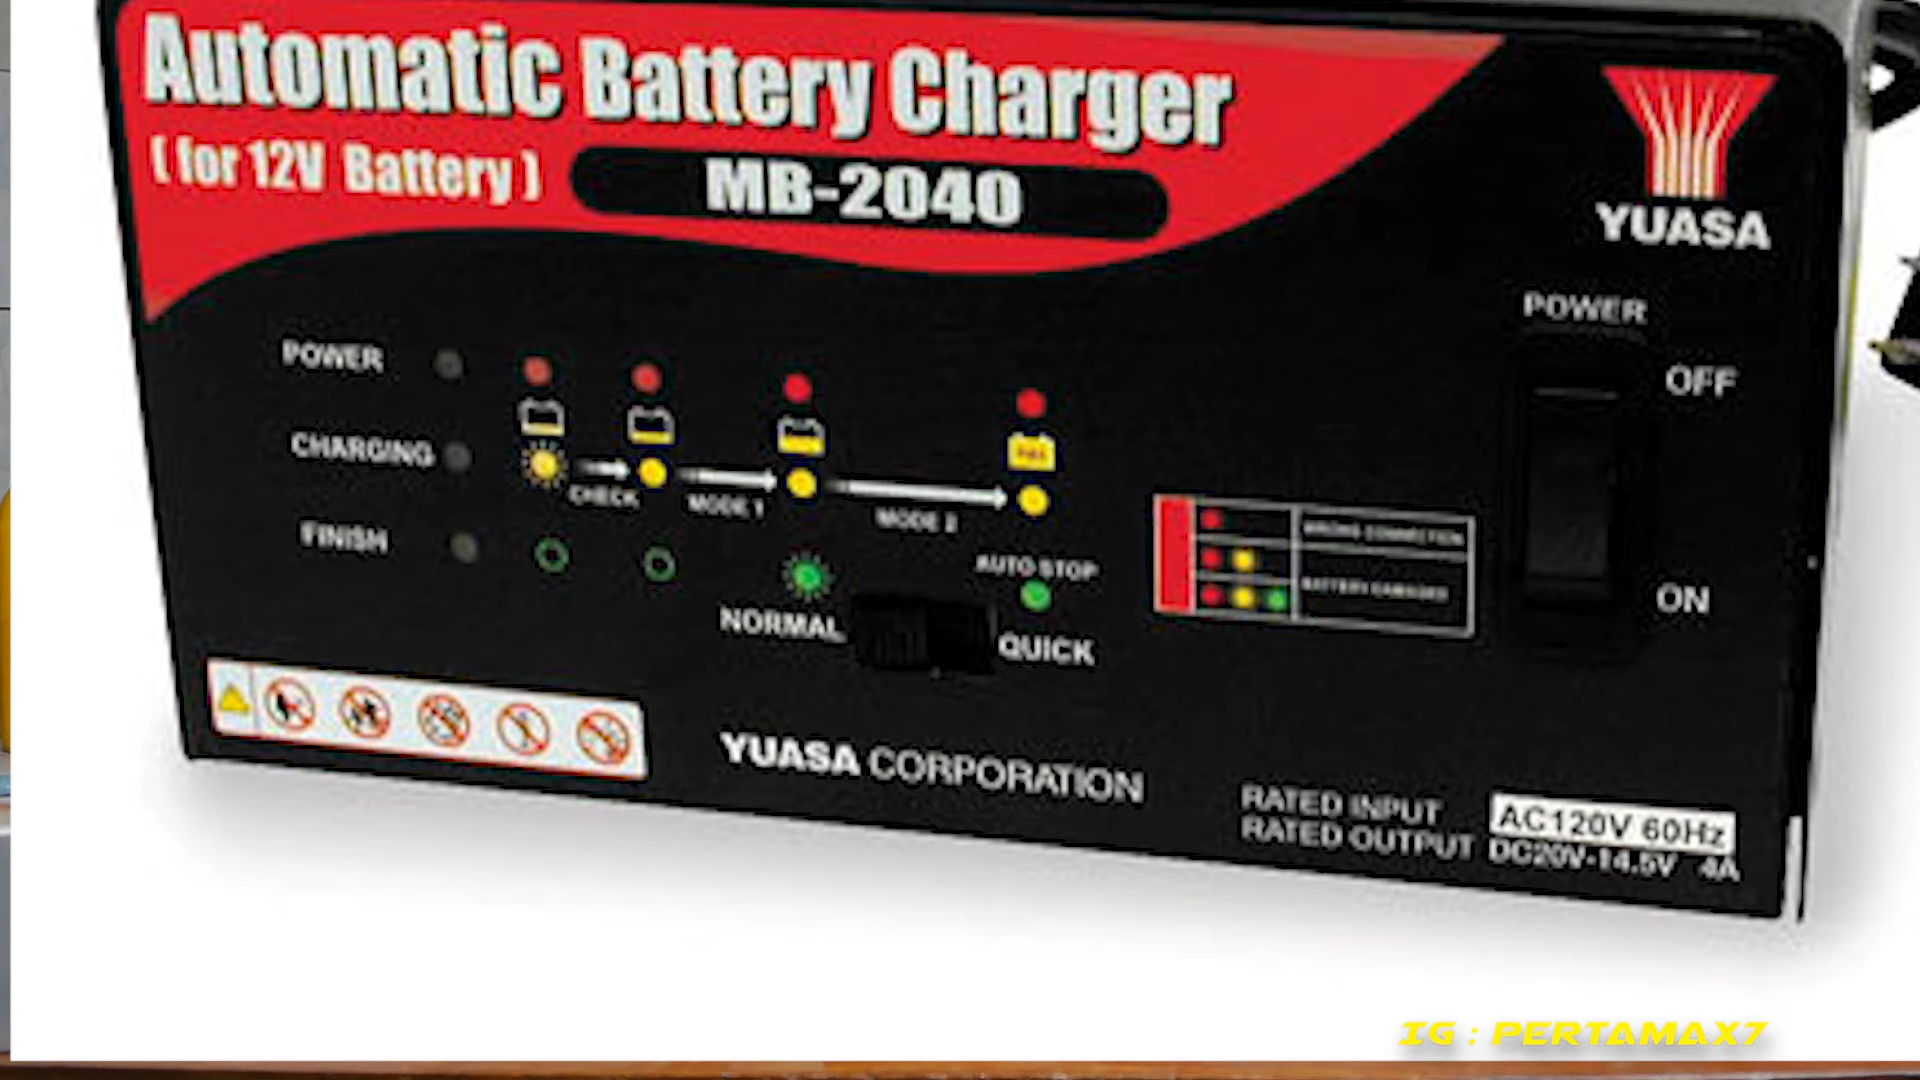 Automatic Battery Charger
( for 12V Battery )
MB-2040
YUASA
POWER
OFF
ON
POWER
CHARGING
FINISH
CHECK
MODE 1
MODE 2
AUTO STOP
NORMAL
QUICK
WRONG CONNECTION
YUASA CORPORATION
RATED INPUT AC120V 60Hz
RATED OUTPUT DC20V-14.5V 4A
IG : PERTAMAX7